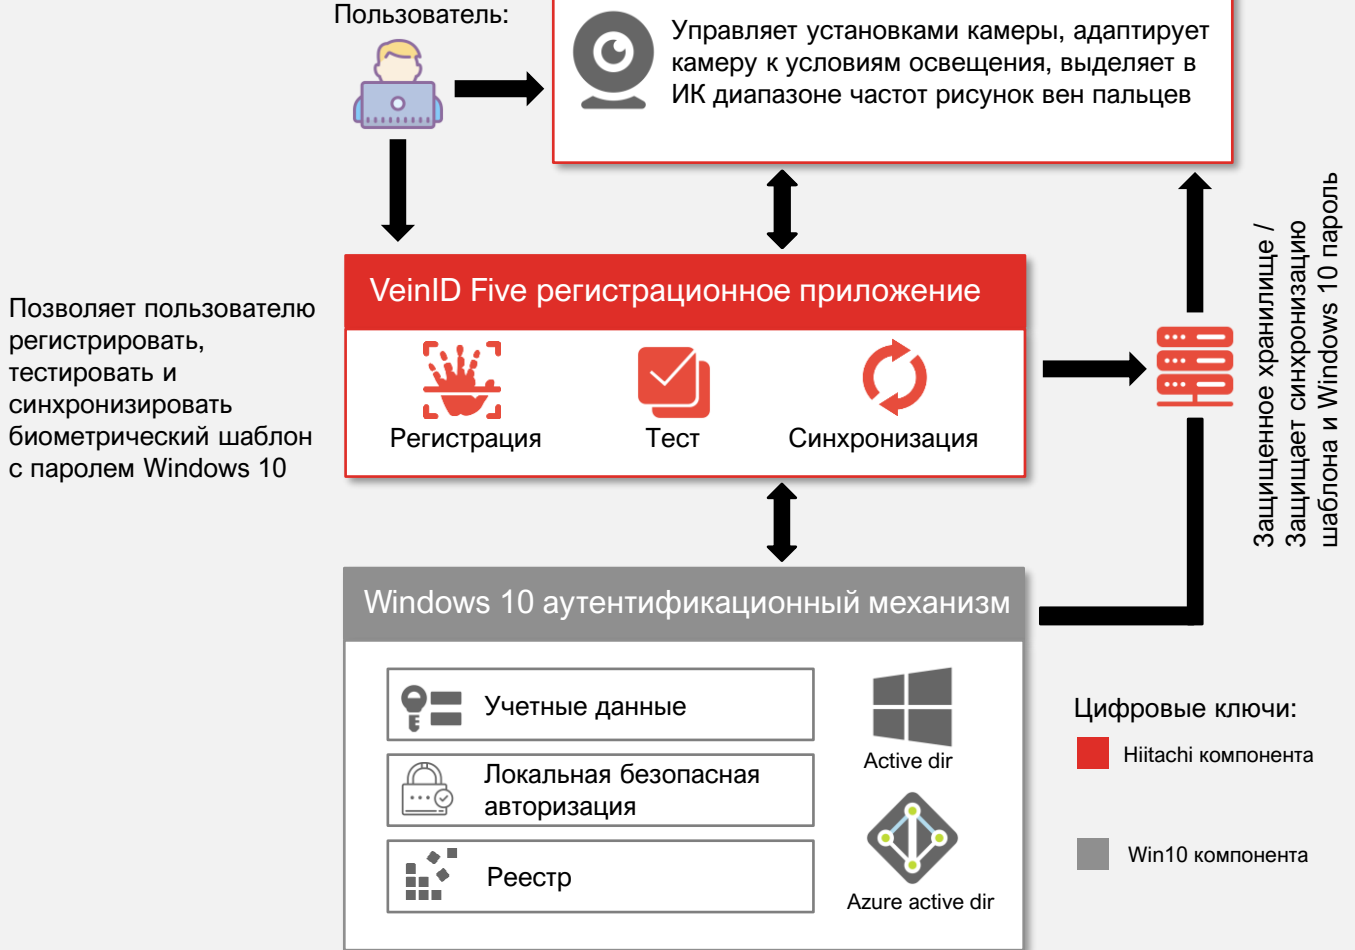 Пользователь:
Управляет установками камеры, адаптирует
камеру к условиям освещения, выделяет в
ИК диапазоне частот рисунок вен пальцев
Позволяет пользователю
регистрировать,
тестировать и
синхронизировать
биометрический шаблон
с паролем Windows 10
VeinID Five регистрационное приложение
Регистрация
Тест
Синхронизация
Защищенное хранилище /
Защищает синхронизацию
шаблона и Windows 10 пароль
Windows 10 аутентификационный механизм
Учетные данные
Локальная безопасная
авторизация
Реестр
Active dir
Azure active dir
Цифровые ключи:
Hiitachi компонента
Win10 компонента